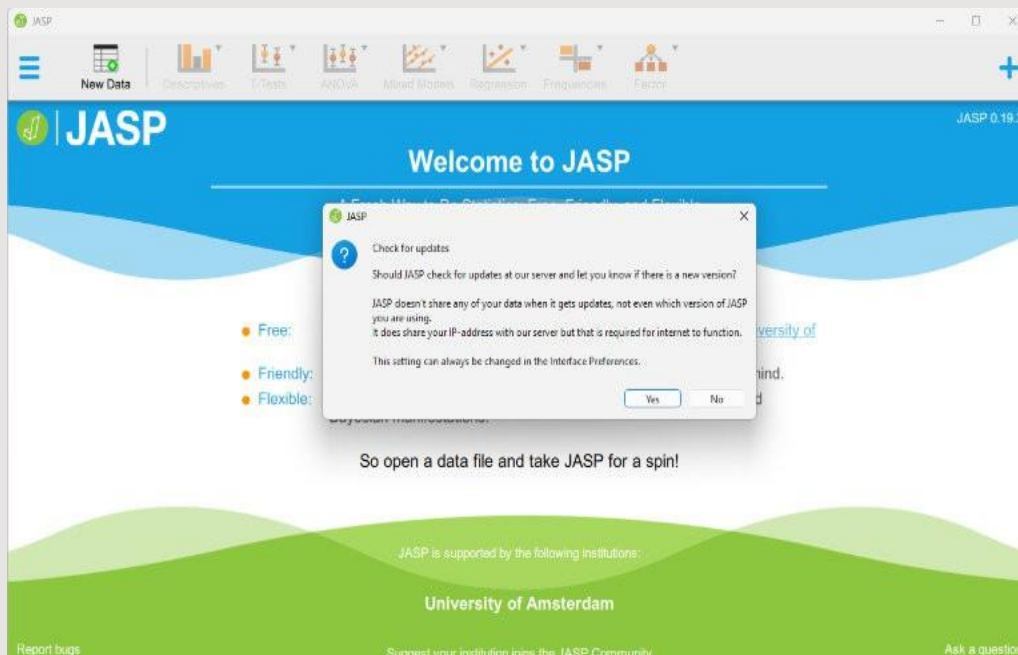 JASP
New Data
Descriptives
T-Tests
ANOVA
Mixed Models
Regression
Frequencies
Factor
JASP
JASP 0.19.
Welcome to JASP
JASP
Check for updates
Should JASP check for updates at our server and let you know if there is a new version?
JASP doesn't share any of your data when it gets updates, not even which version of JASP
you are using.
It does share your IP-address with our server but that is required for internet to function.
This setting can always be changed in the Interface Preferences.
Yes No
Free:
versity of
Friendly:
Flexible:
So open a data file and take JASP for a spin!
JASP is supported by the following institutions:
University of Amsterdam
Report bugs
Suggest your institution joins the JASP Community
Ask a question